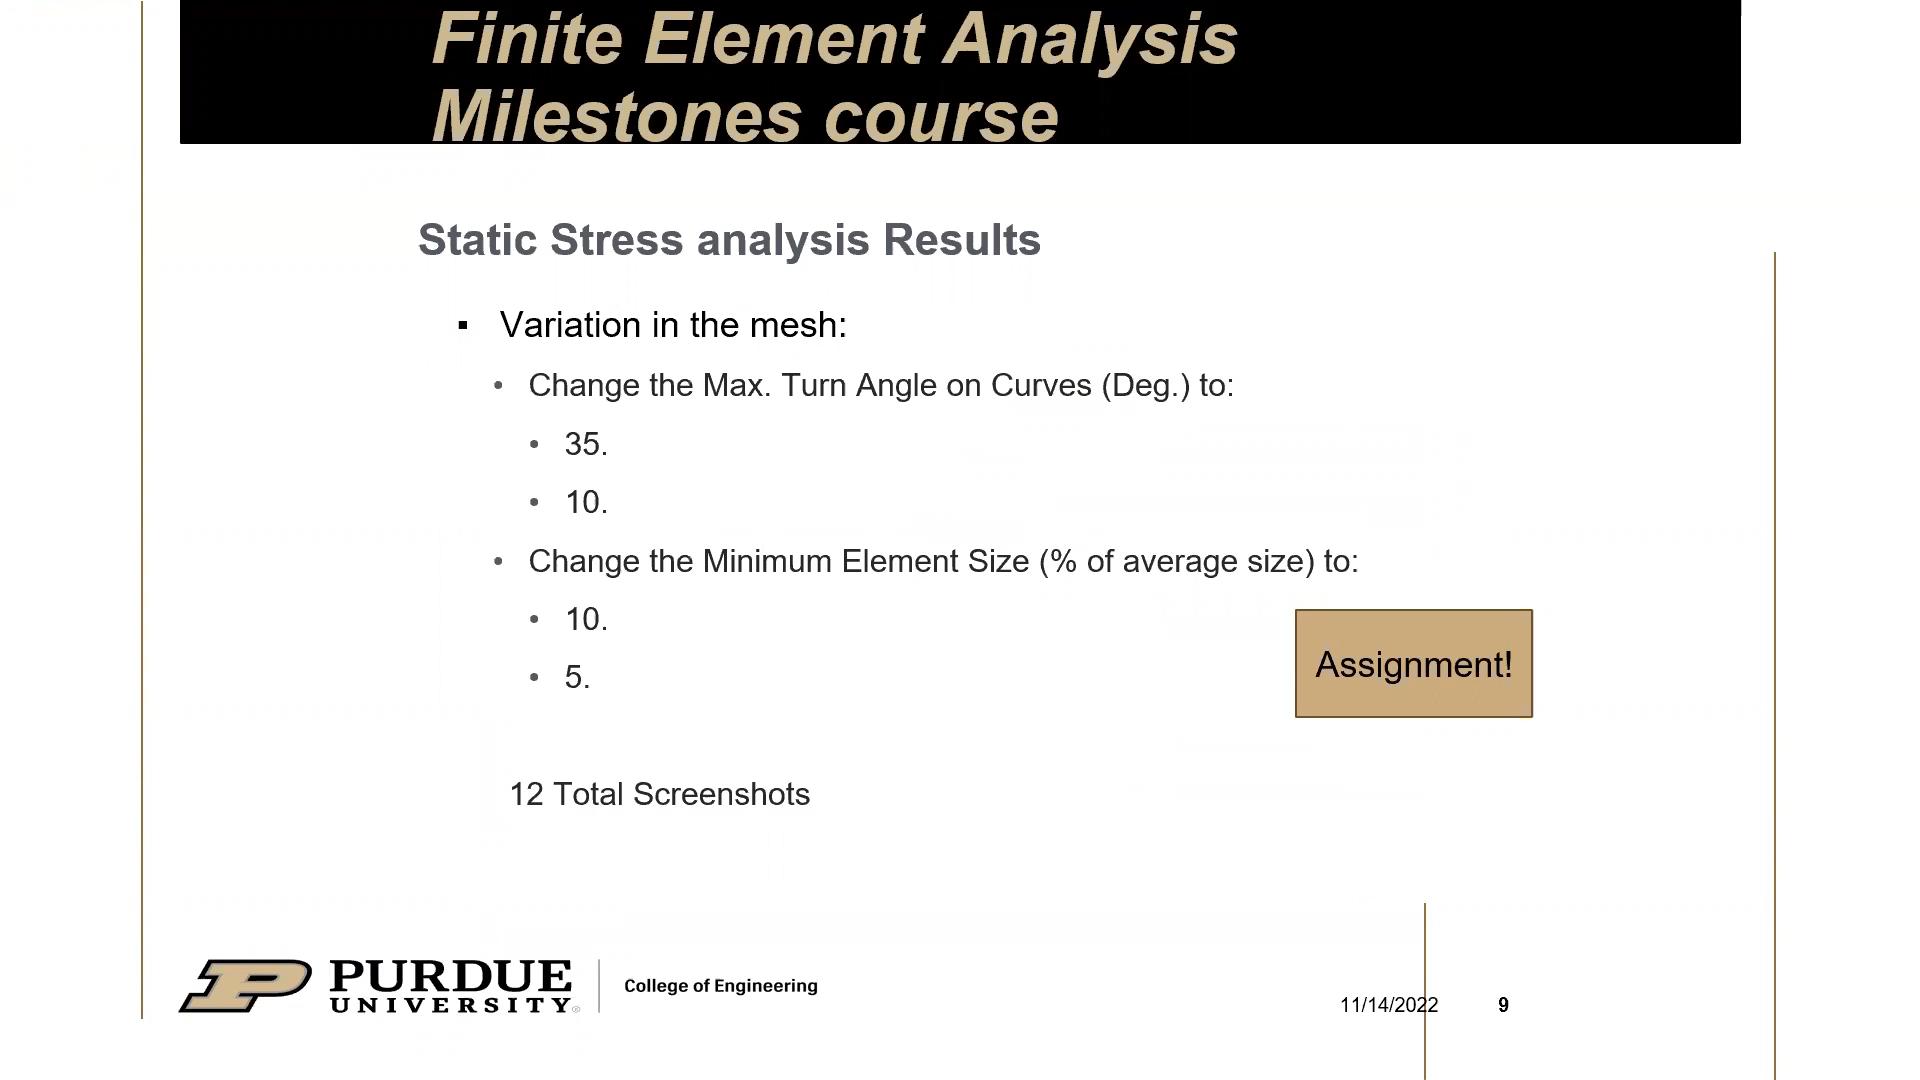 Finite Element Analysis
Milestones course
Static Stress analysis Results
▪ Variation in the mesh:
• Change the Max. Turn Angle on Curves (Deg.) to:
• 35.
• 10.
• Change the Minimum Element Size (% of average size) to:
• 10.
• 5.
Assignment!
12 Total Screenshots
PURDUE
UNIVERSITY®
College of Engineering
11/14/2022
9